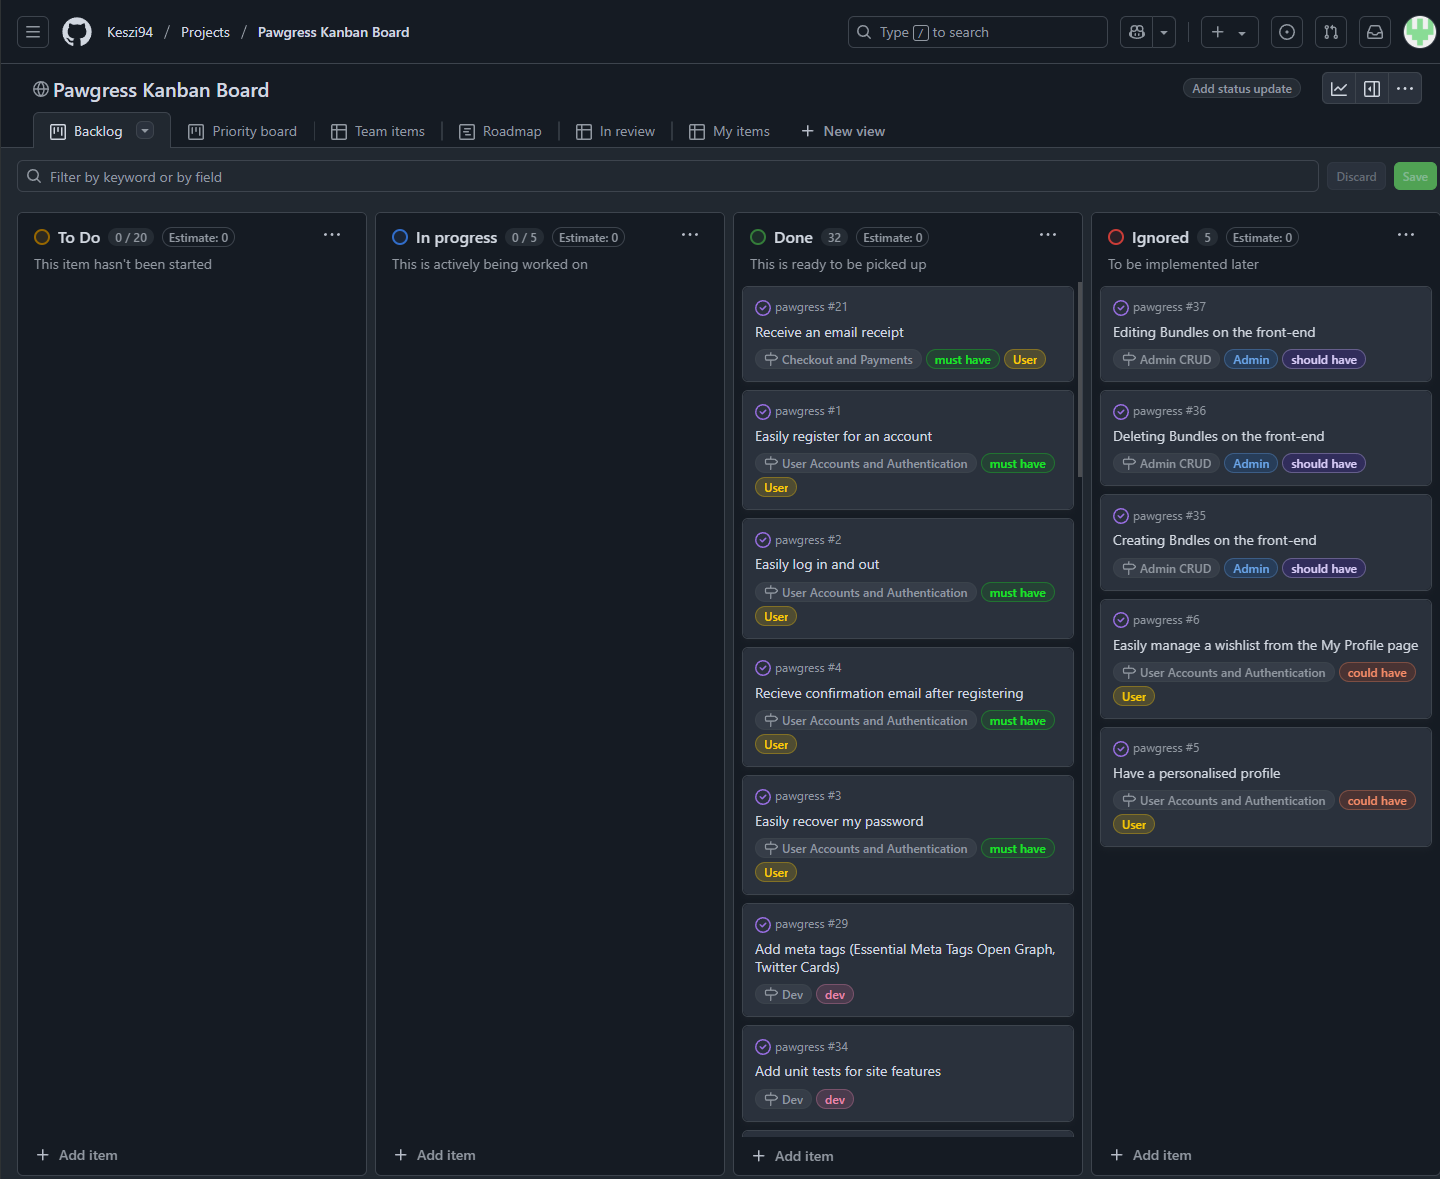 Keszi94 / Projects / Pawgress Kanban Board
Type / to search
Pawgress Kanban Board
Add status update
Backlog
Priority board
Team items
Roadmap
In review
My items
New view
Filter by keyword or by field
Discard
Save
To Do 0 / 20 Estimate: 0
This item hasn't been started
Add item
In progress 0 / 5 Estimate: 0
This is actively being worked on
Add item
Done 32 Estimate: 0
This is ready to be picked up
pawgress #21
Receive an email receipt
Checkout and Payments must have User
pawgress #1
Easily register for an account
User Accounts and Authentication must have
User
pawgress #2
Easily log in and out
User Accounts and Authentication must have
User
pawgress #4
Recieve confirmation email after registering
User Accounts and Authentication must have
User
pawgress #3
Easily recover my password
User Accounts and Authentication must have
User
pawgress #29
Add meta tags (Essential Meta Tags Open Graph,
Twitter Cards)
Dev dev
pawgress #34
Add unit tests for site features
Dev dev
Add item
Ignored 5 Estimate: 0
To be implemented later
pawgress #37
Editing Bundles on the front-end
Admin CRUD Admin should have
pawgress #36
Deleting Bundles on the front-end
Admin CRUD Admin should have
pawgress #35
Creating Bndles on the front-end
Admin CRUD Admin should have
pawgress #6
Easily manage a wishlist from the My Profile page
User Accounts and Authentication could have
User
pawgress #5
Have a personalised profile
User Accounts and Authentication could have
User
Add item